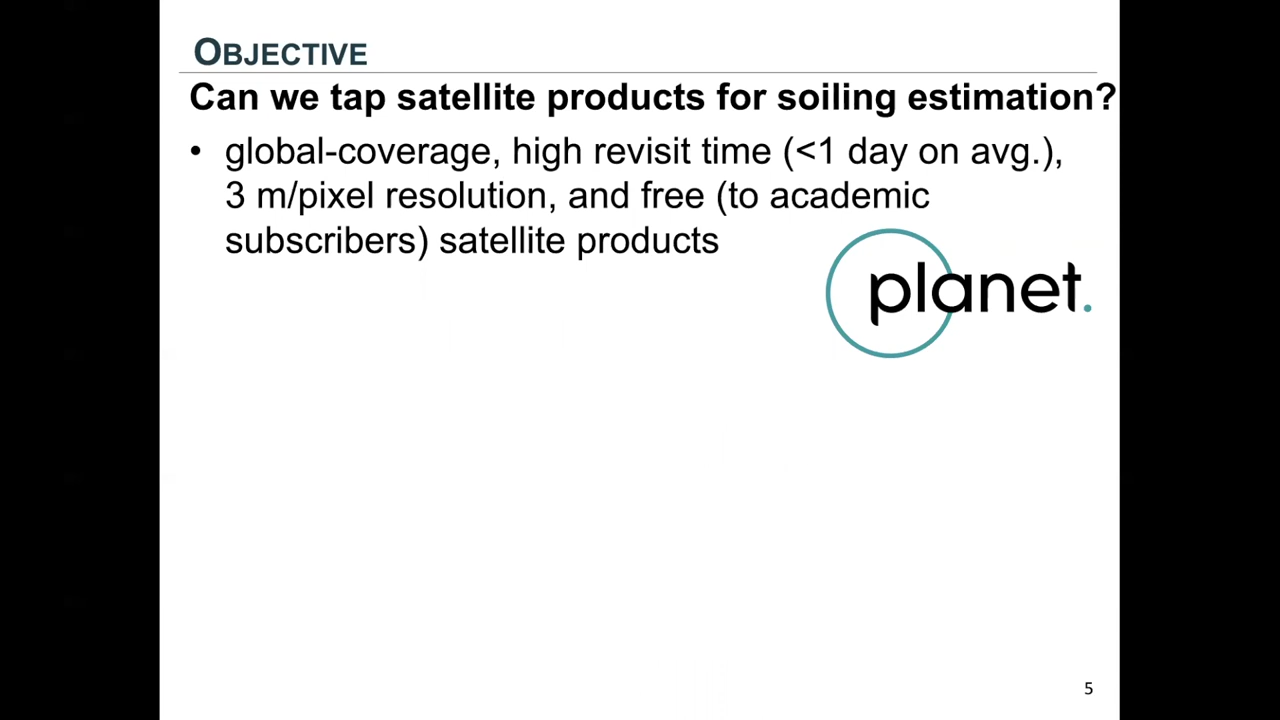 OBJECTIVE
Can we tap satellite products for soiling estimation?
• global-coverage, high revisit time (<1 day on avg.),
3 m/pixel resolution, and free (to academic
subscribers) satellite products
planet.
5